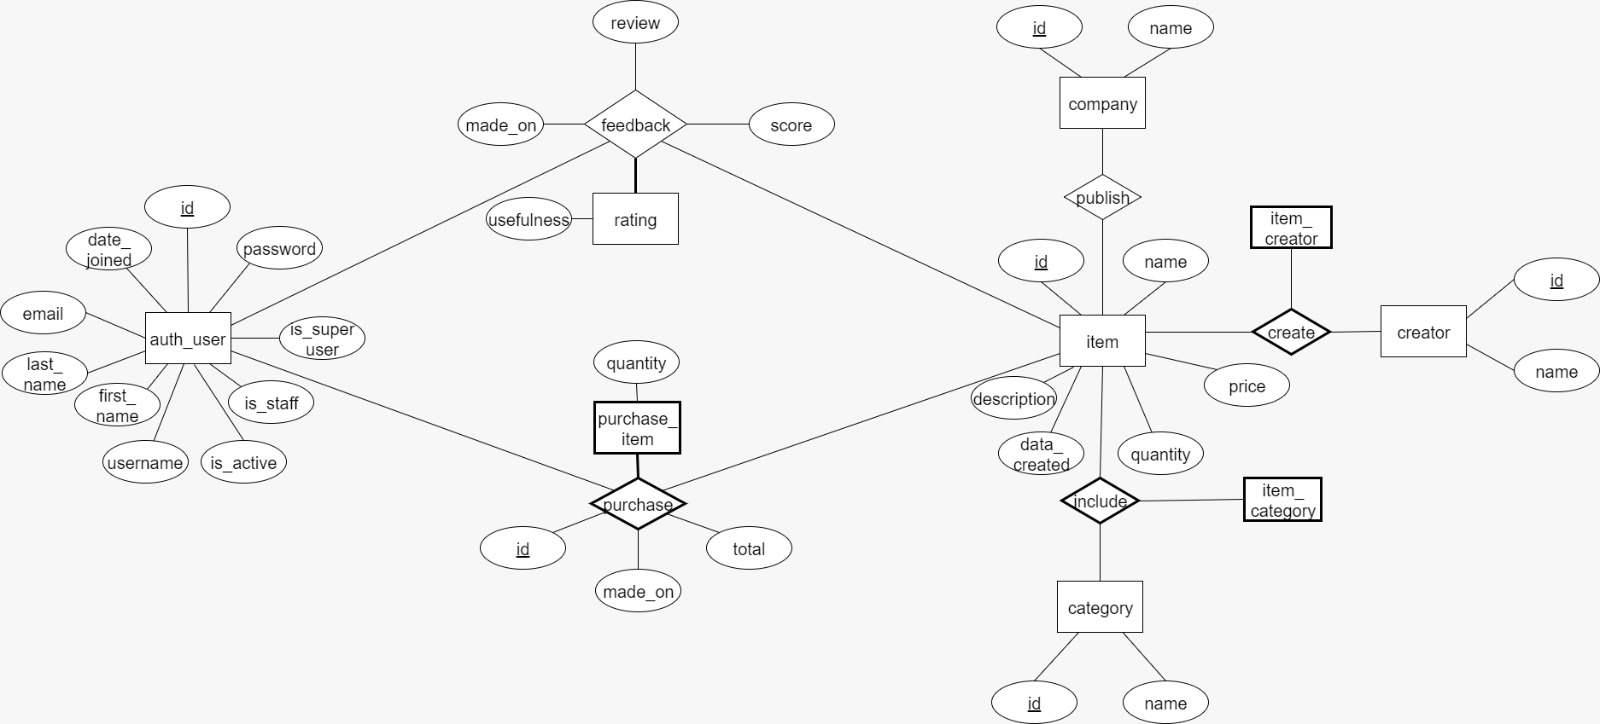 review
id
name
company
made_on
feedback
score
publish
id
date_
joined
password
usefulness
rating
item_
creator
id
name
id
email
auth_user
is_super
user
item
create
creator
last_
name
first_
name
is_staff
quantity
description
price
name
purchase_
item
username
is_active
data_
created
quantity
purchase
include
item_
category
id
total
made_on
category
id
name